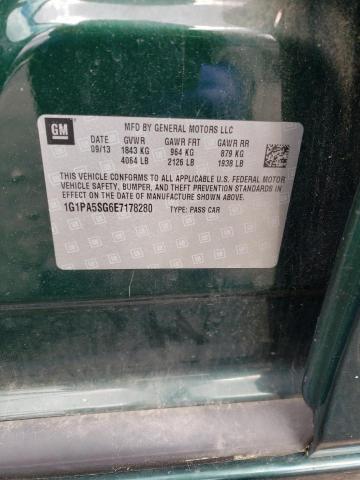 GM
MFD BY GENERAL MOTORS LLC
DATE GVWR GAWR FRT GAWR RR
09/13 1843 KG 964 KG 879 KG
4064 LB 2126 LB 1938 LB
THIS VEHICLE CONFORMS TO ALL APPLICABLE U.S. FEDERAL MOTOR
VEHICLE SAFETY, BUMPER, AND THEFT PREVENTION STANDARDS IN
EFFECT ON THE DATE OF MANUFACTURE SHOWN ABOVE.
1G1PA5SG6E7178280 TYPE: PASS CAR